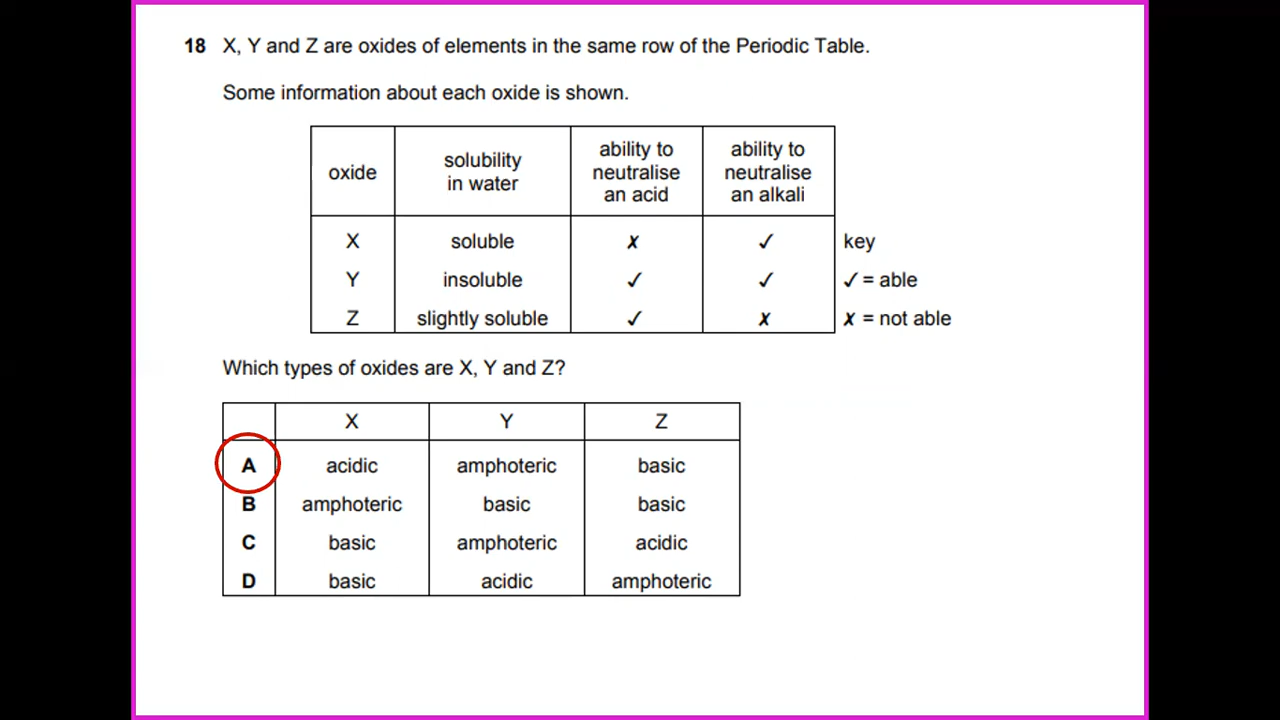 18 X, Y and Z are oxides of elements in the same row of the Periodic Table.
Some information about each oxide is shown.
oxide solubility in water ability to neutralise an acid ability to neutralise an alkali
X soluble ✗ ✓ key
Y insoluble ✓ ✓ ✓ = able
Z slightly soluble ✓ ✗ ✗ = not able
Which types of oxides are X, Y and Z?
X Y Z
A acidic amphoteric basic
B amphoteric basic basic
C basic amphoteric acidic
D basic acidic amphoteric